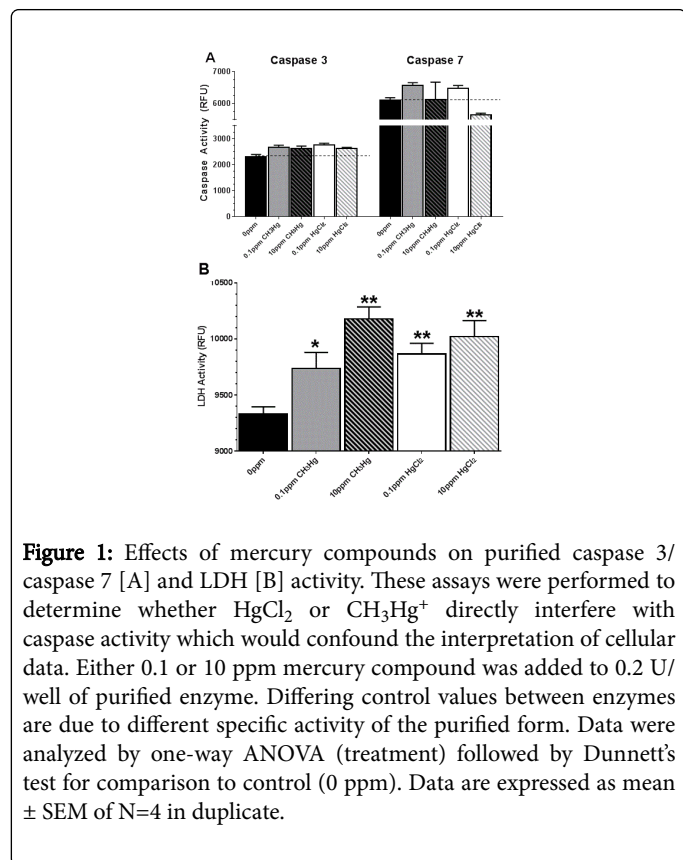 A
Caspase 3 Caspase 7
Caspase Activity (RFU)
7000
6000
5000
3000
2000
1000
0
0ppm 0.1ppm CH3Hg 10ppm CH3Hg 0.1ppm HgCl₂ 10ppm HgCl₂ 0ppm 0.1ppm CH3Hg 10ppm CH3Hg 0.1ppm HgCl₂ 10ppm HgCl₂
B
LDH Activity (RFU)
10500
10000
9500
9000
* ** ** **
0ppm 0.1ppm CH₃Hg 10ppm CH₃Hg 0.1ppm HgCl₂ 10ppm HgCl₂
Figure 1: Effects of mercury compounds on purified caspase 3/
caspase 7 [A] and LDH [B] activity. These assays were performed to
determine whether HgCl₂ or CH₃Hg⁺ directly interfere with
caspase activity which would confound the interpretation of cellular
data. Either 0.1 or 10 ppm mercury compound was added to 0.2 U/
well of purified enzyme. Differing control values between enzymes
are due to different specific activity of the purified form. Data were
analyzed by one-way ANOVA (treatment) followed by Dunnett's
test for comparison to control (0 ppm). Data are expressed as mean
± SEM of N=4 in duplicate.